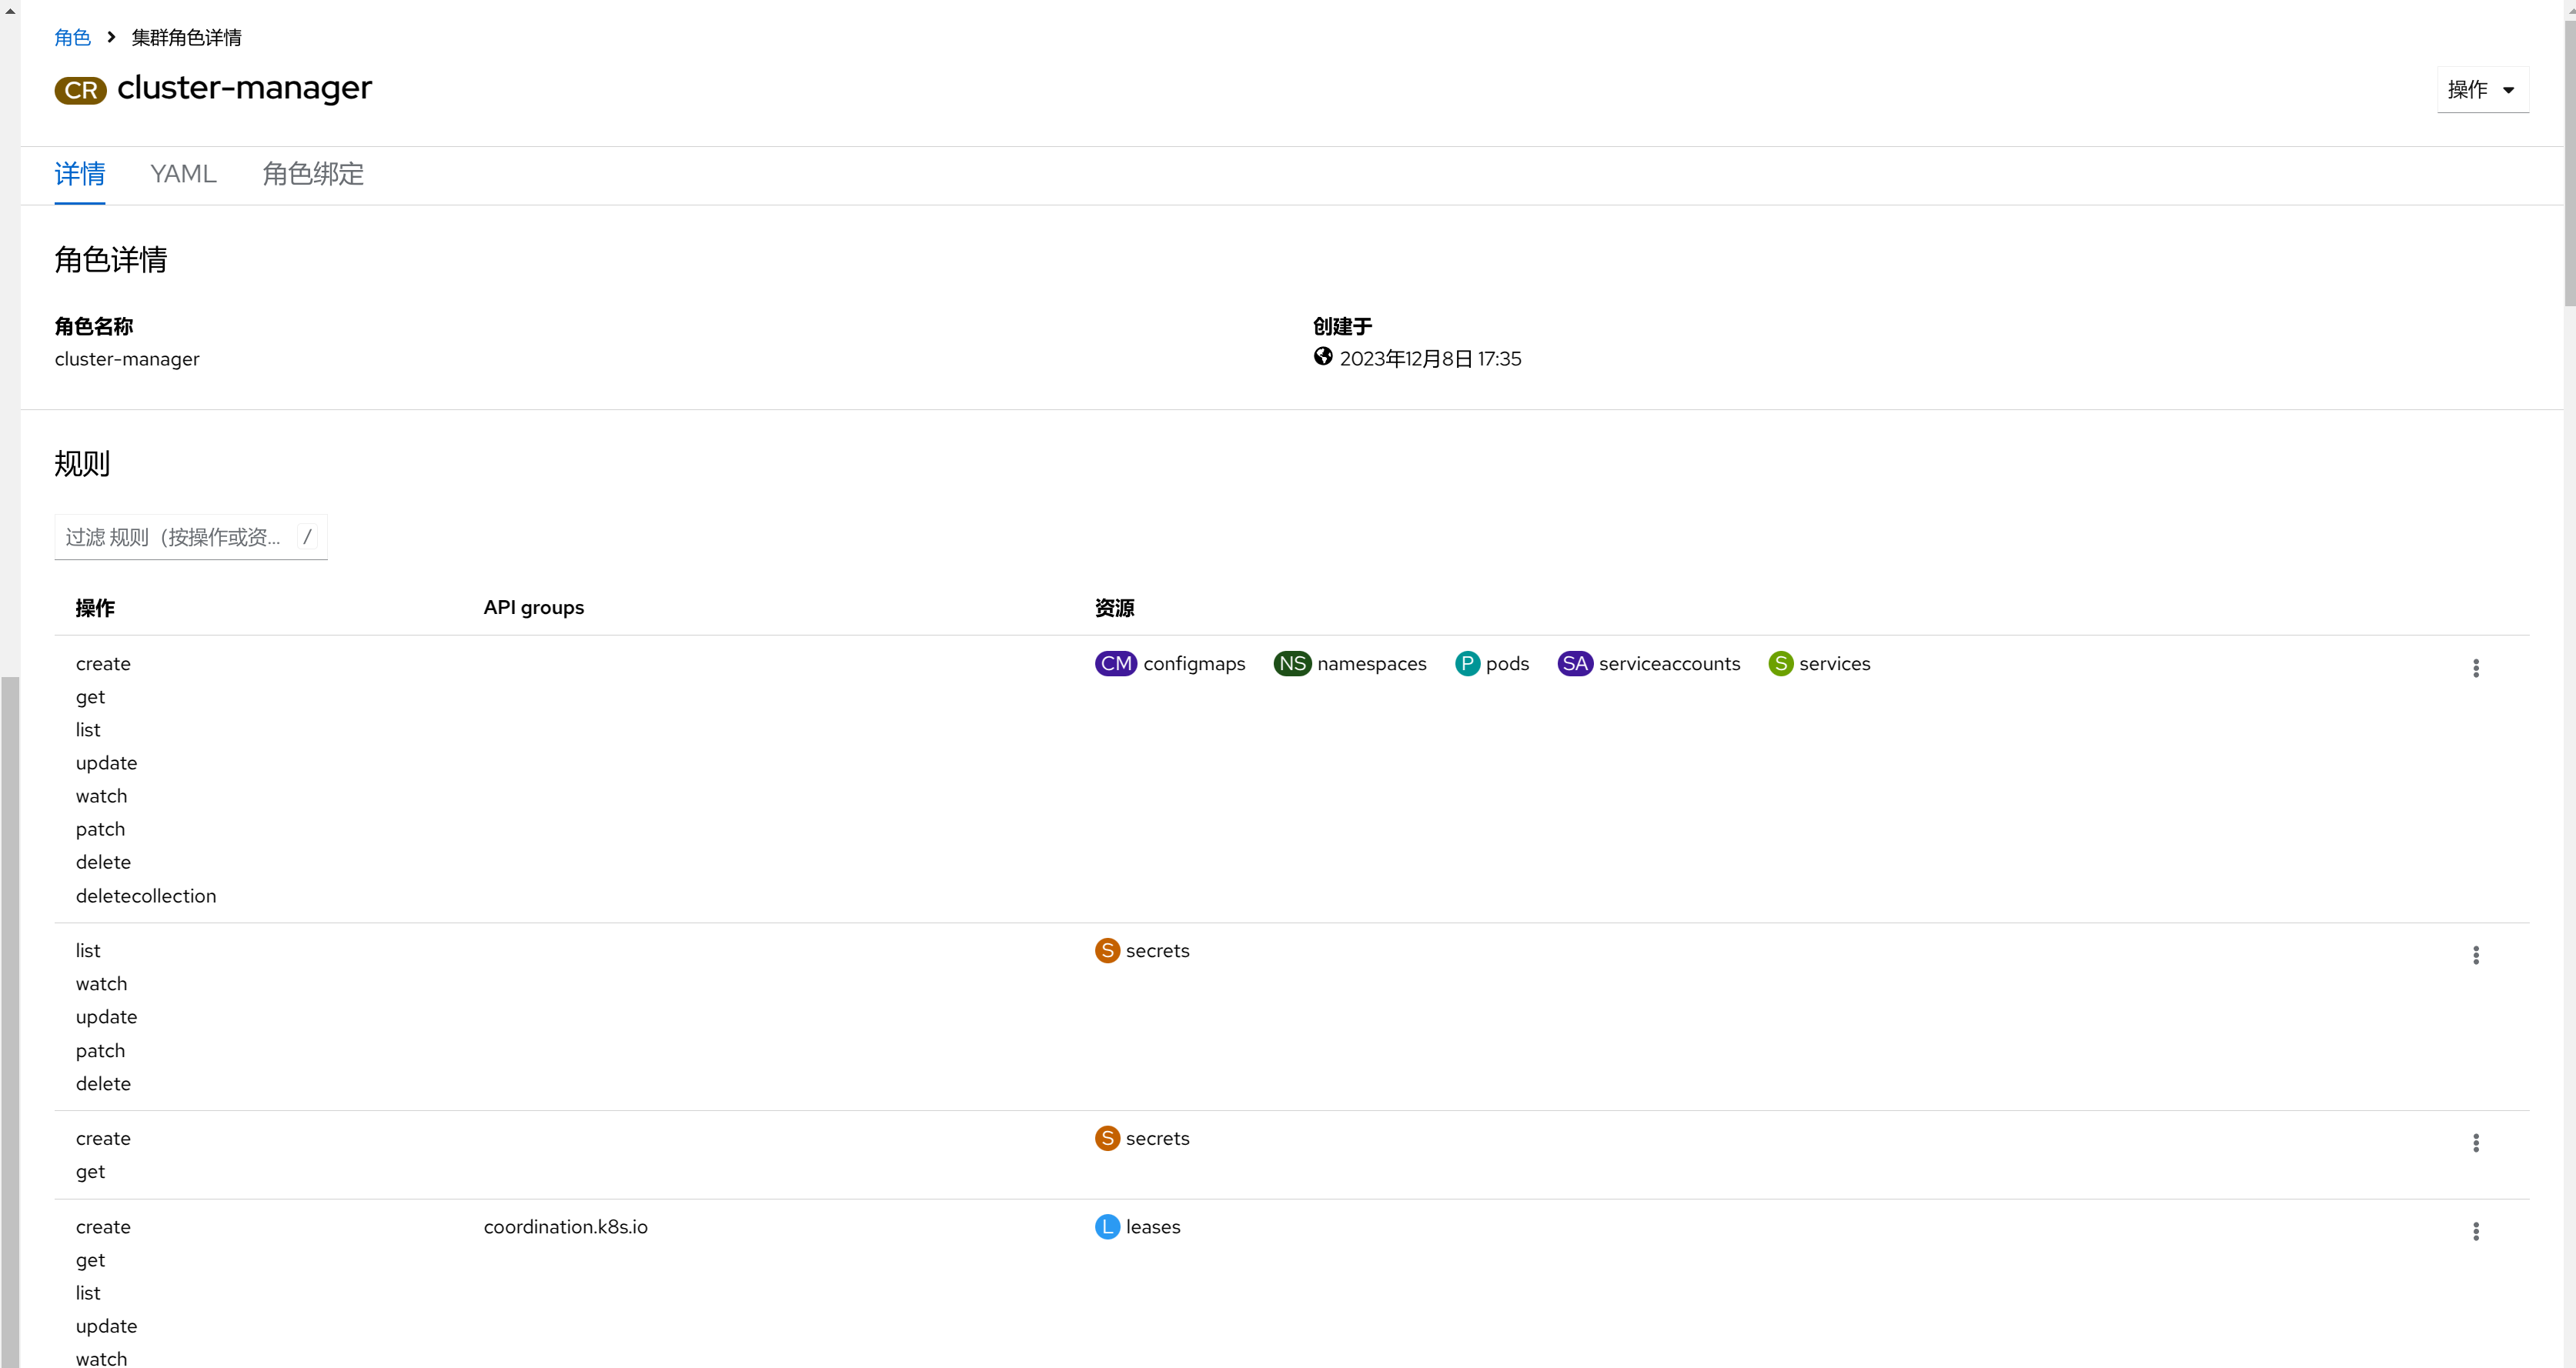 角色 > 集群角色详情
CR cluster-manager
操作
详情 YAML 角色绑定
角色详情
角色名称
cluster-manager
创建于
2023年12月8日 17:35
规则
过滤 规则（按操作或资... /
操作 API groups 资源
create
get
list
update
watch
patch
delete
deletecollection
CM configmaps NS namespaces P pods SA serviceaccounts S services
list
watch
update
patch
delete
S secrets
create
get
S secrets
create
get
list
update
watch
coordination.k8s.io
L leases